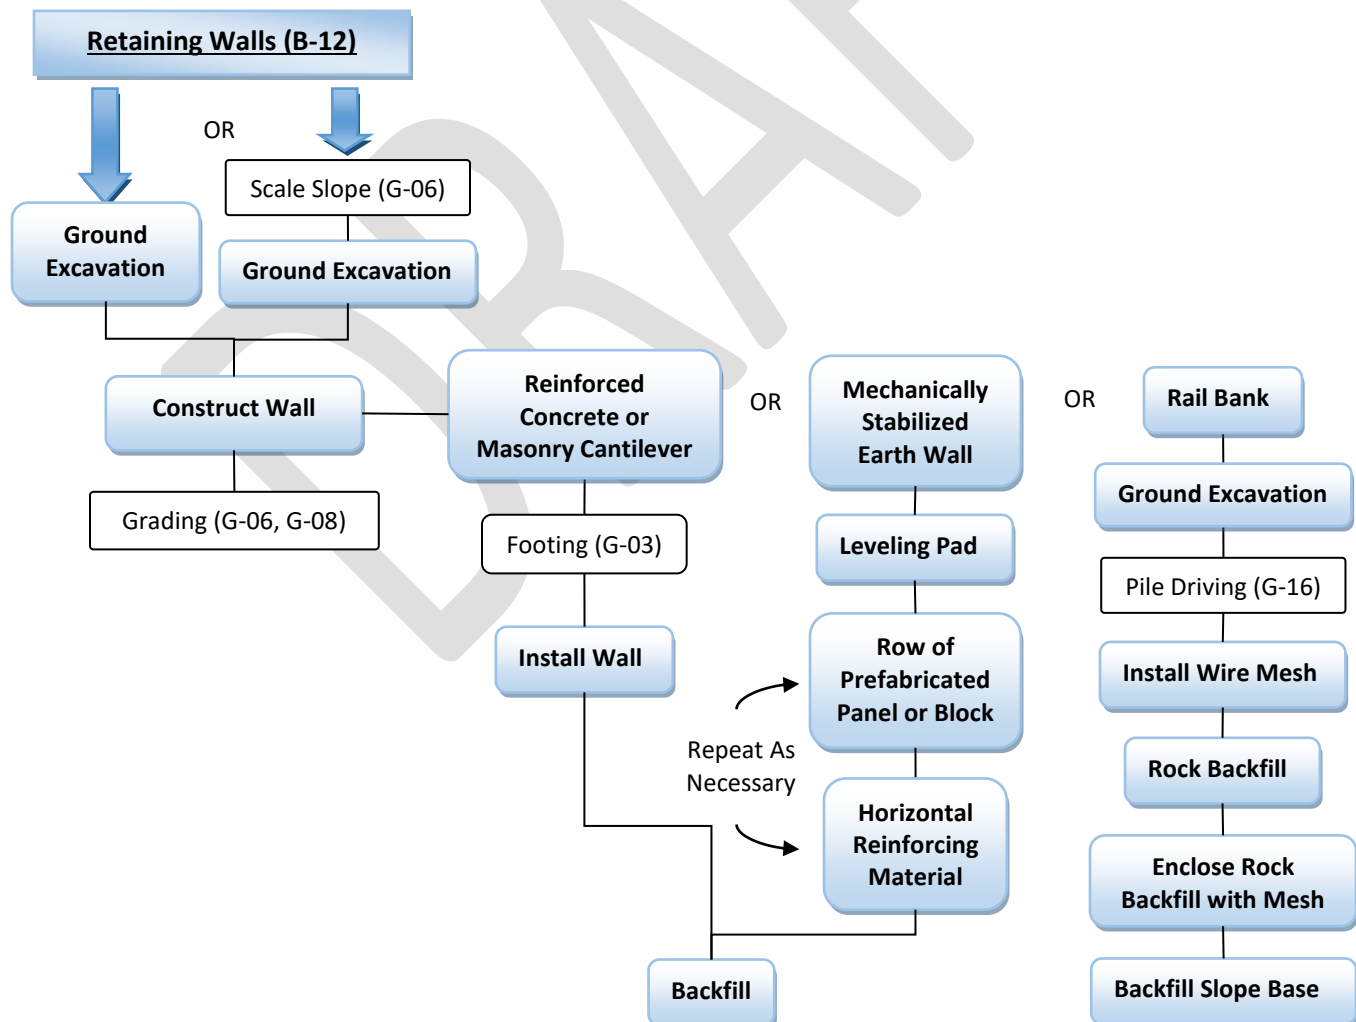 Retaining Walls (B-12)
OR
Scale Slope (G-06)
Ground
Excavation
Ground Excavation
Construct Wall
Grading (G-06, G-08)
Reinforced
Concrete or
Masonry Cantilever
OR
Mechanically
Stabilized
Earth Wall
OR
Rail Bank
Footing (G-03)
Install Wall
Leveling Pad
Row of
Prefabricated
Panel or Block
Repeat As
Necessary
Horizontal
Reinforcing
Material
Backfill
Ground Excavation
Pile Driving (G-16)
Install Wire Mesh
Rock Backfill
Enclose Rock
Backfill with Mesh
Backfill Slope Base
DRAF